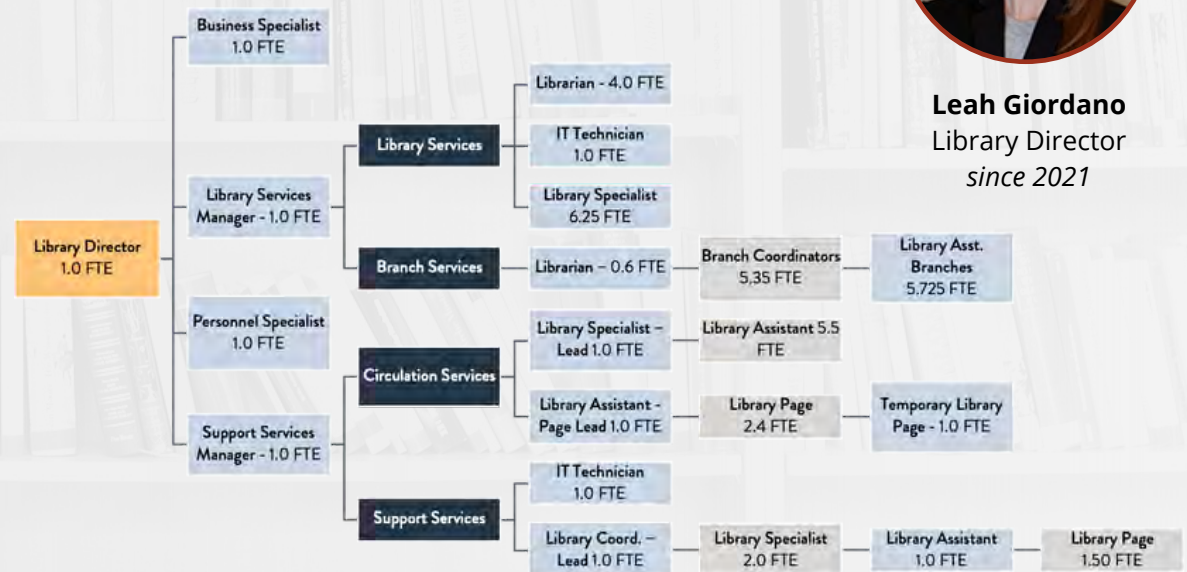 Business Specialist
1.0 FTE
Librarian - 4.0 FTE
Leah Giordano
Library Director
since 2021
Library Services
IT Technician
1.0 FTE
Library Services
Manager - 1.0 FTE
Library Specialist
6.25 FTE
Library Director
1.0 FTE
Branch Services
Librarian – 0.6 FTE
Branch Coordinators
5.35 FTE
Library Asst.
Branches
5.725 FTE
Personnel Specialist
1.0 FTE
Library Specialist –
Lead 1.0 FTE
Library Assistant 5.5
FTE
Circulation Services
Library Assistant -
Page Lead 1.0 FTE
Library Page
2.4 FTE
Temporary Library
Page - 1.0 FTE
Support Services
Manager - 1.0 FTE
IT Technician
1.0 FTE
Support Services
Library Coord. –
Lead 1.0 FTE
Library Specialist
2.0 FTE
Library Assistant
1.0 FTE
Library Page
1.50 FTE